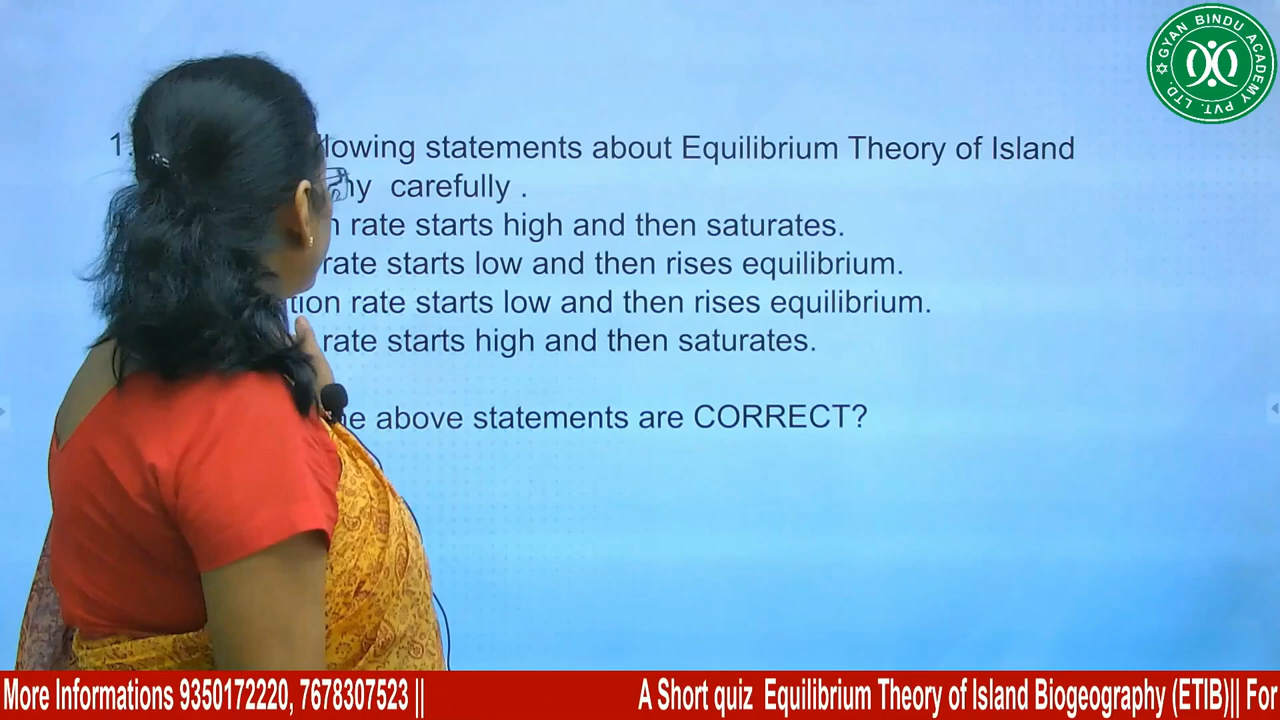 GYAN BINDU ACADEMY PVT. LTD.
1. lowing statements about Equilibrium Theory of Island
hy carefully .
n rate starts high and then saturates.
rate starts low and then rises equilibrium.
tion rate starts low and then rises equilibrium.
rate starts high and then saturates.
he above statements are CORRECT?
More Informations 9350172220, 7678307523 || A Short quiz Equilibrium Theory of Island Biogeography (ETIB)|| For